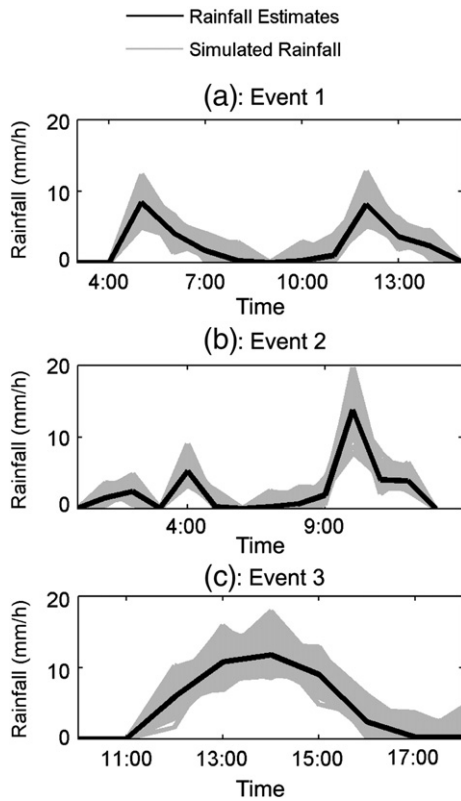 Rainfall Estimates
Simulated Rainfall
(a): Event 1
Rainfall (mm/h)
20
10
0
4:00 7:00 10:00 13:00
Time
(b): Event 2
Rainfall (mm/h)
20
10
0
4:00 9:00
Time
(c): Event 3
Rainfall (mm/h)
20
10
0
11:00 13:00 15:00 17:00
Time